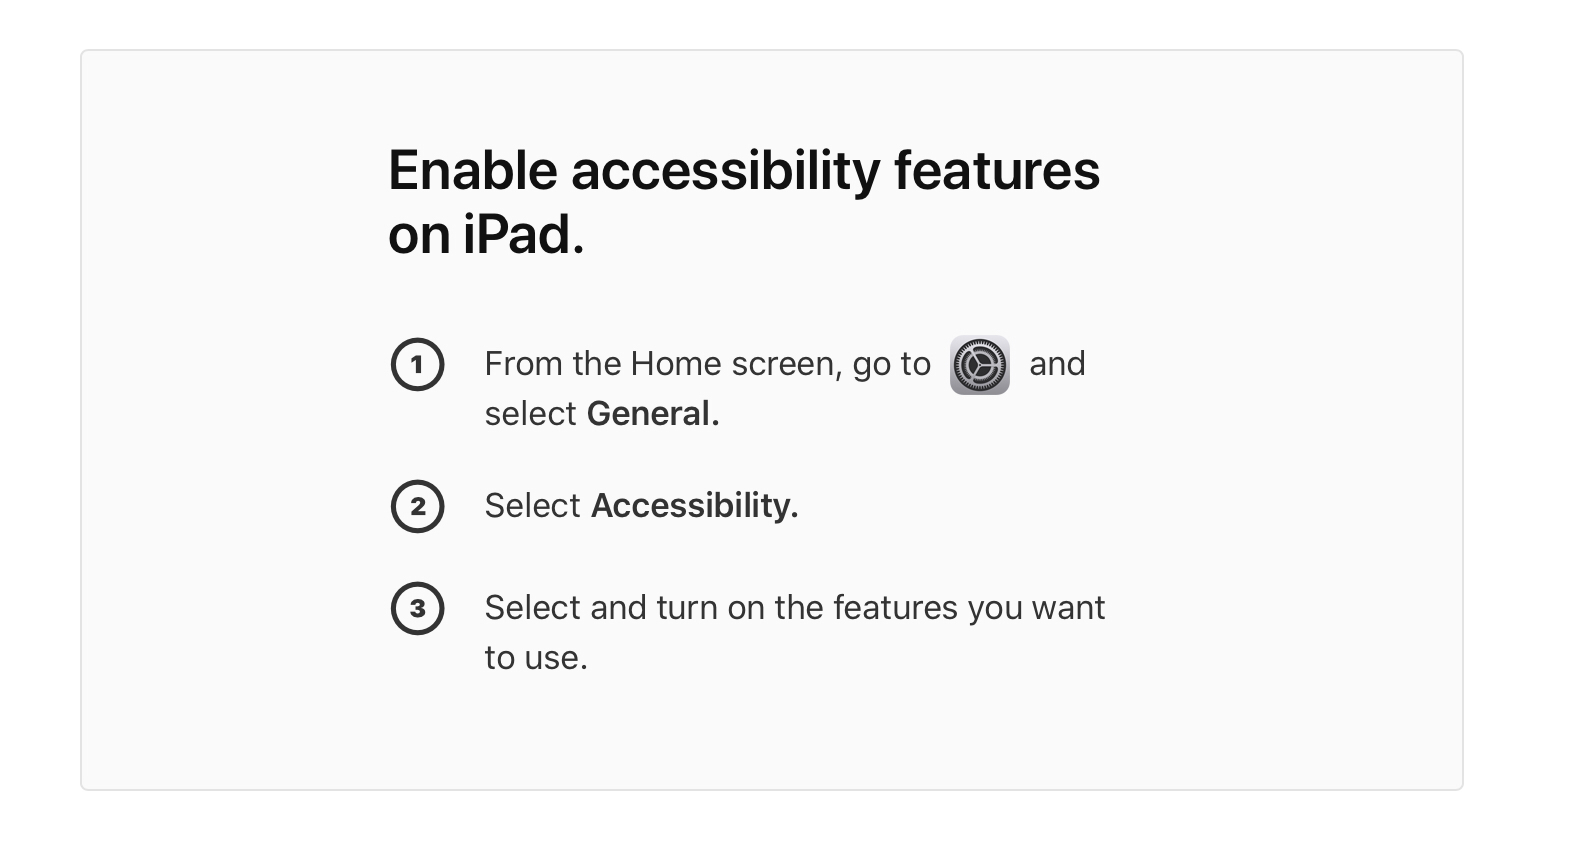 Enable accessibility features
on iPad.
1 From the Home screen, go to and
select General.
2 Select Accessibility.
3 Select and turn on the features you want
to use.